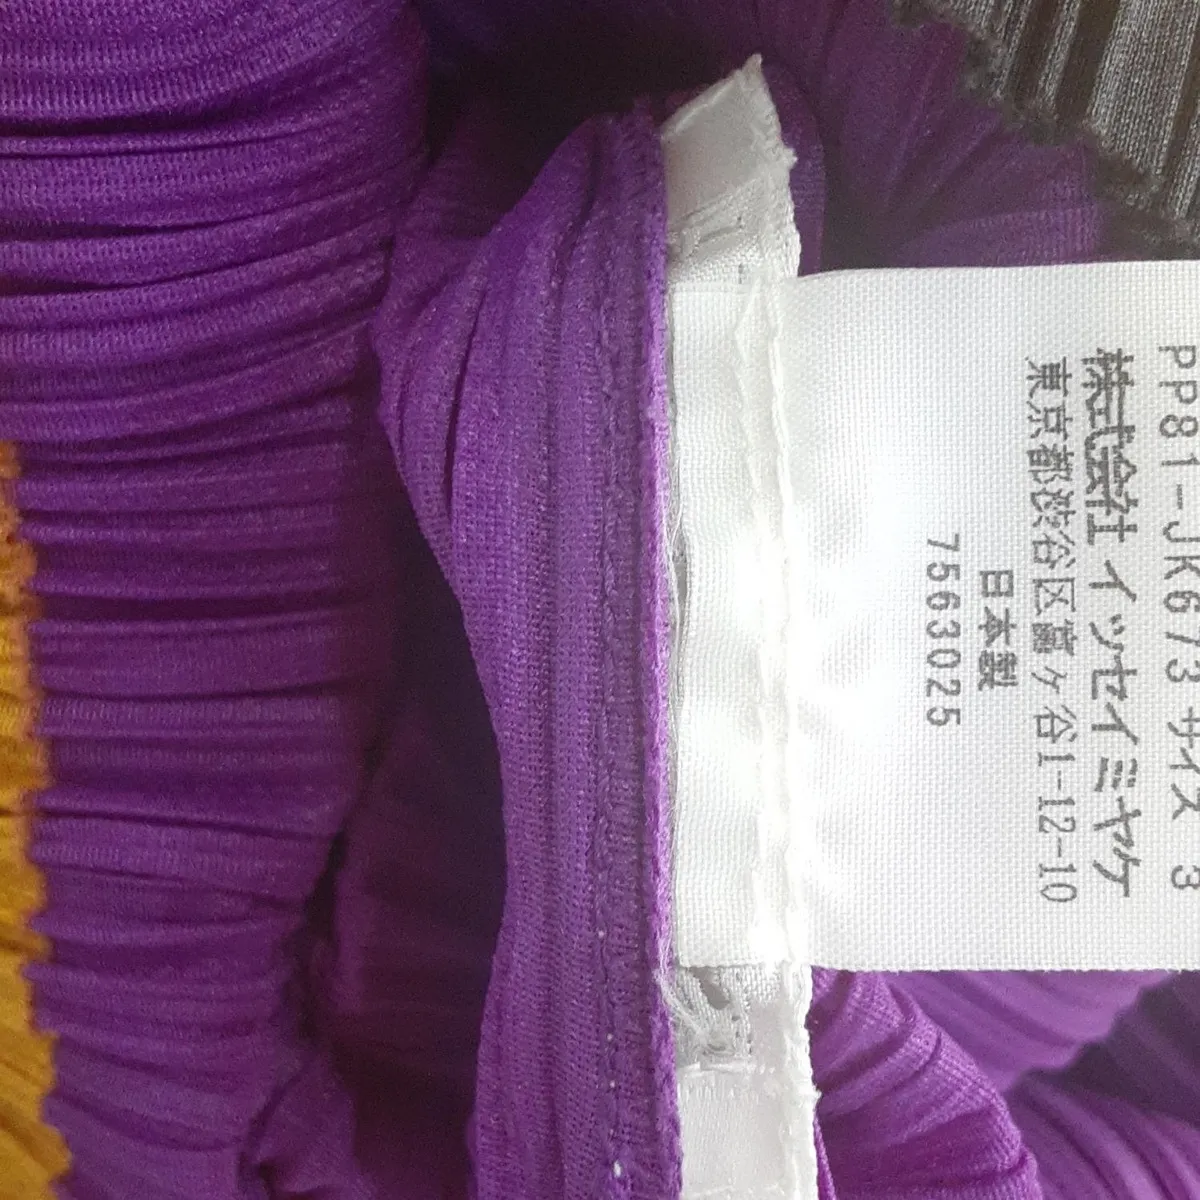 PP81-JK673 サイズ 3
株式会社 イッセイミヤケ
東京都渋谷区富ヶ谷1-12-10
日本製
7563025